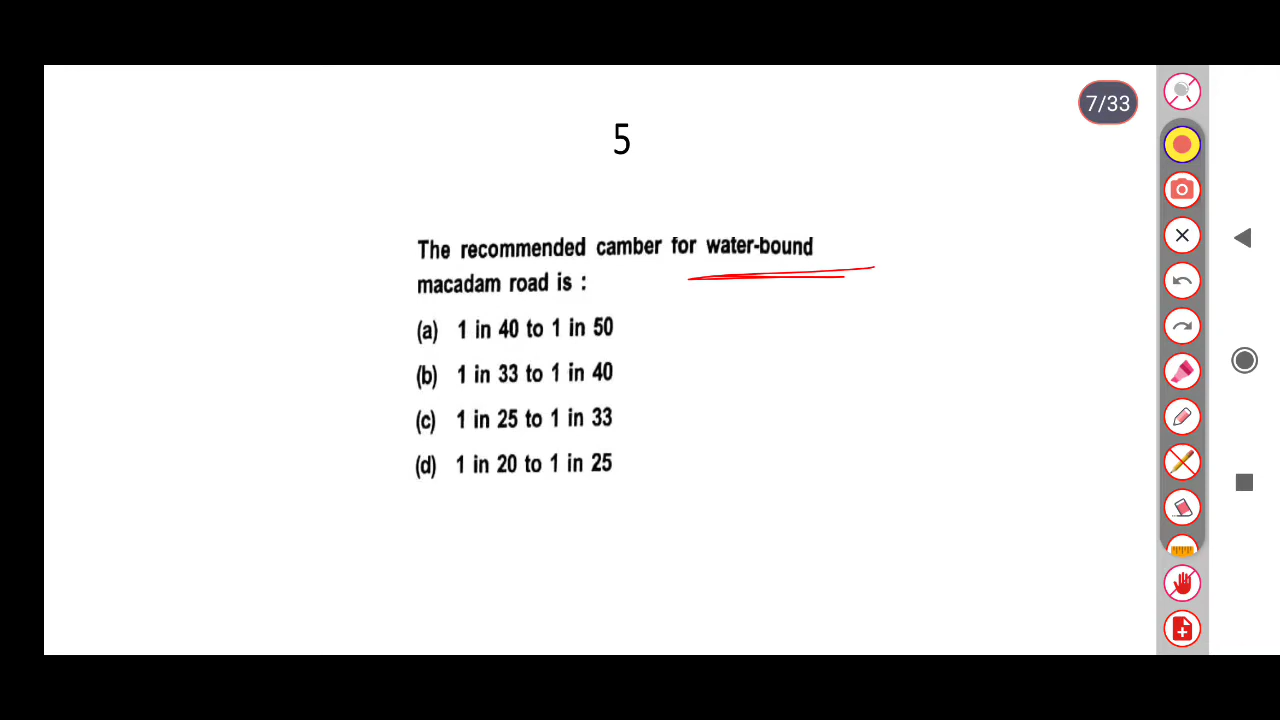 7/33
5
The recommended camber for water-bound
macadam road is :
(a) 1 in 40 to 1 in 50
(b) 1 in 33 to 1 in 40
(c) 1 in 25 to 1 in 33
(d) 1 in 20 to 1 in 25